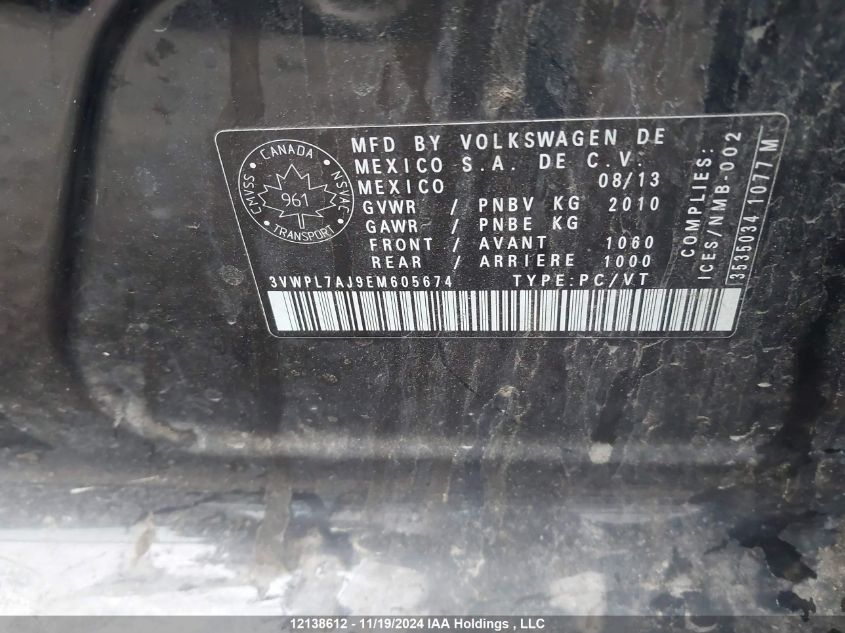 CANADA
CMVSS
NSVAC
961
TRANSPORT
MFD BY VOLKSWAGEN DE
MEXICO S.A. DE C.V.
MEXICO 08/13
GVWR / PNBV KG 2010
GAWR / PNBE KG
FRONT / AVANT 1060
REAR / ARRIERE 1000
3VWPL7AJ9EM605674 TYPE:PC/VT
COMPLIES:
ICES/NMB-002
3535034 1077 M
12138612 - 11/19/2024 IAA Holdings , LLC